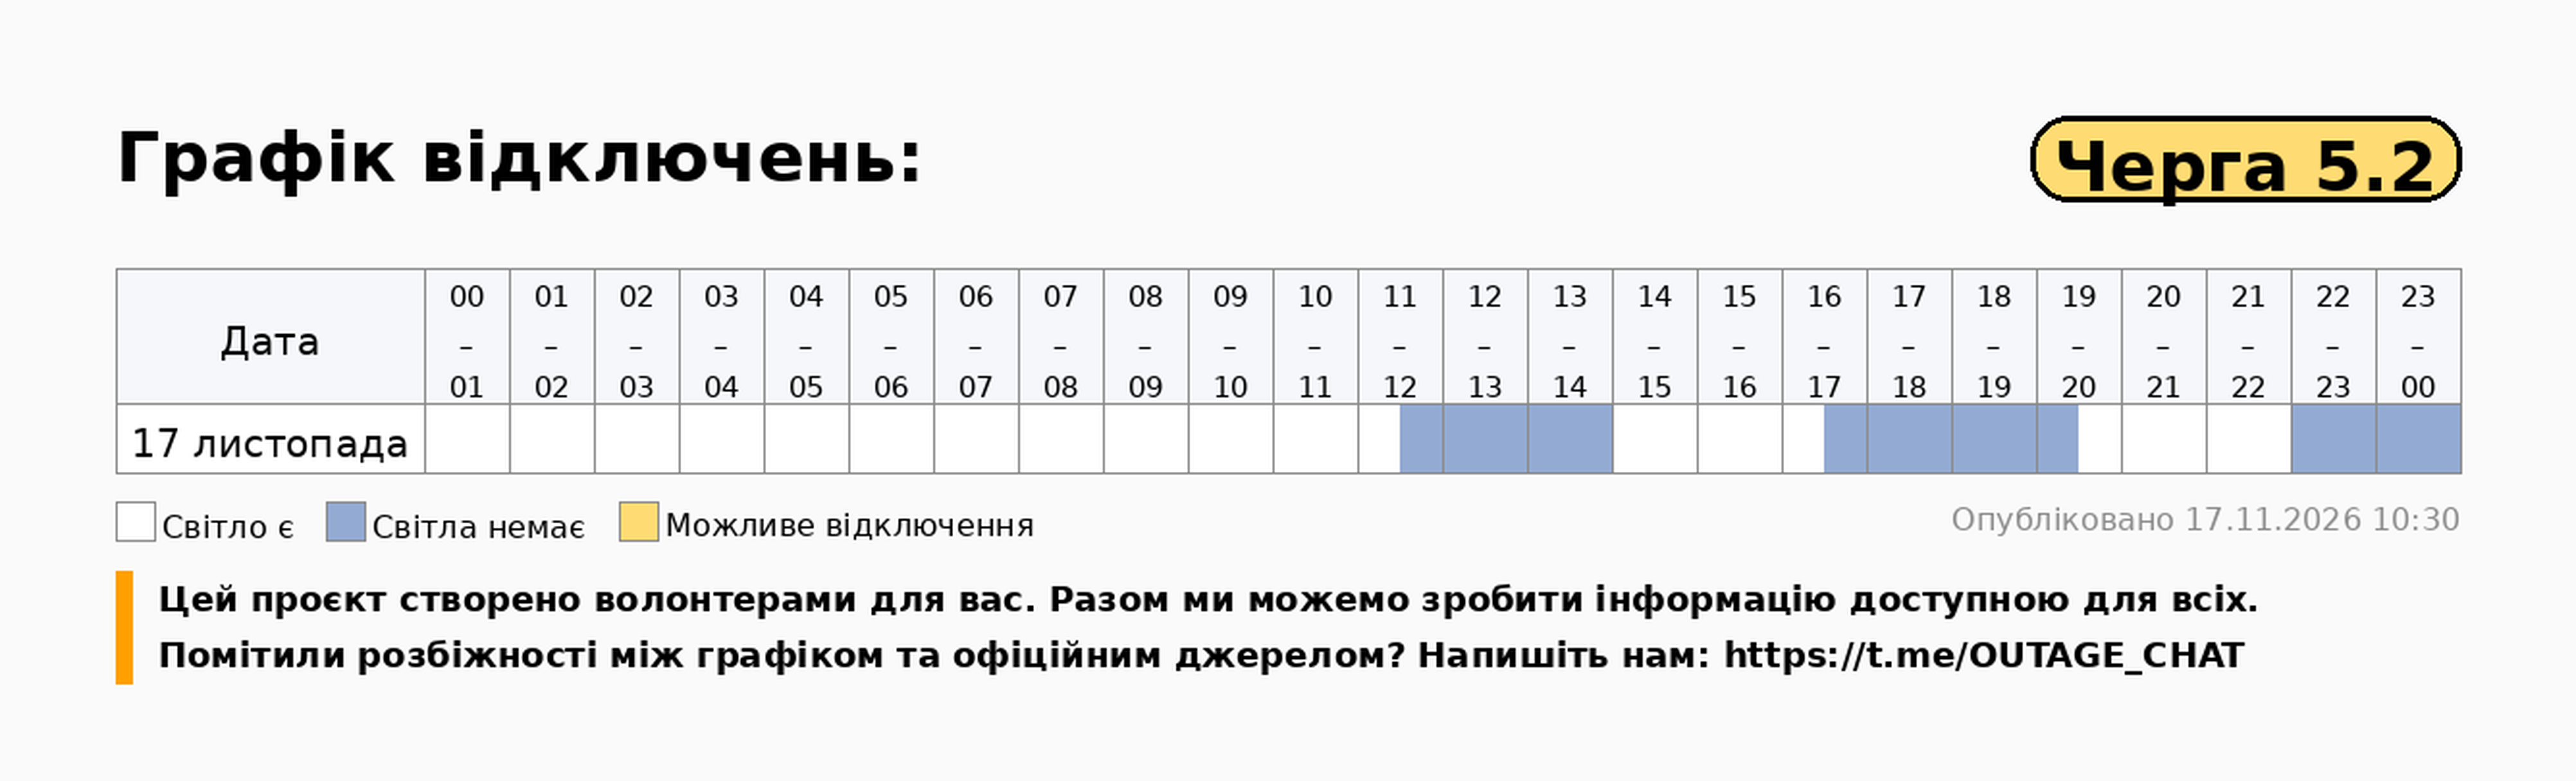 Графік відключень:
Черга 5.2
Дата
00 – 01
01 – 02
02 – 03
03 – 04
04 – 05
05 – 06
06 – 07
07 – 08
08 – 09
09 – 10
10 – 11
11 – 12
12 – 13
13 – 14
14 – 15
15 – 16
16 – 17
17 – 18
18 – 19
19 – 20
20 – 21
21 – 22
22 – 23
23 – 00
17 листопада
Світло є
Світла немає
Можливе відключення
Опубліковано 17.11.2026 10:30
Цей проєкт створено волонтерами для вас. Разом ми можемо зробити інформацію доступною для всіх.
Помітили розбіжності між графіком та офіційним джерелом? Напишіть нам: https://t.me/OUTAGE_CHAT